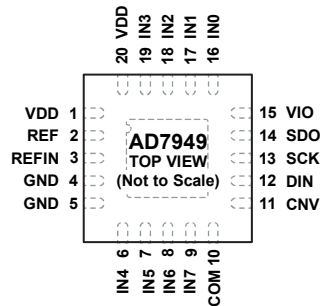 20 VDD
19 IN3
18 IN2
17 IN1
16 IN0
VDD 1
REF 2
REFIN 3
GND 4
GND 5
AD7949
TOP VIEW
(Not to Scale)
15 VIO
14 SDO
13 SCK
12 DIN
11 CNV
IN4 6
IN5 7
IN6 8
IN7 9
COM 10